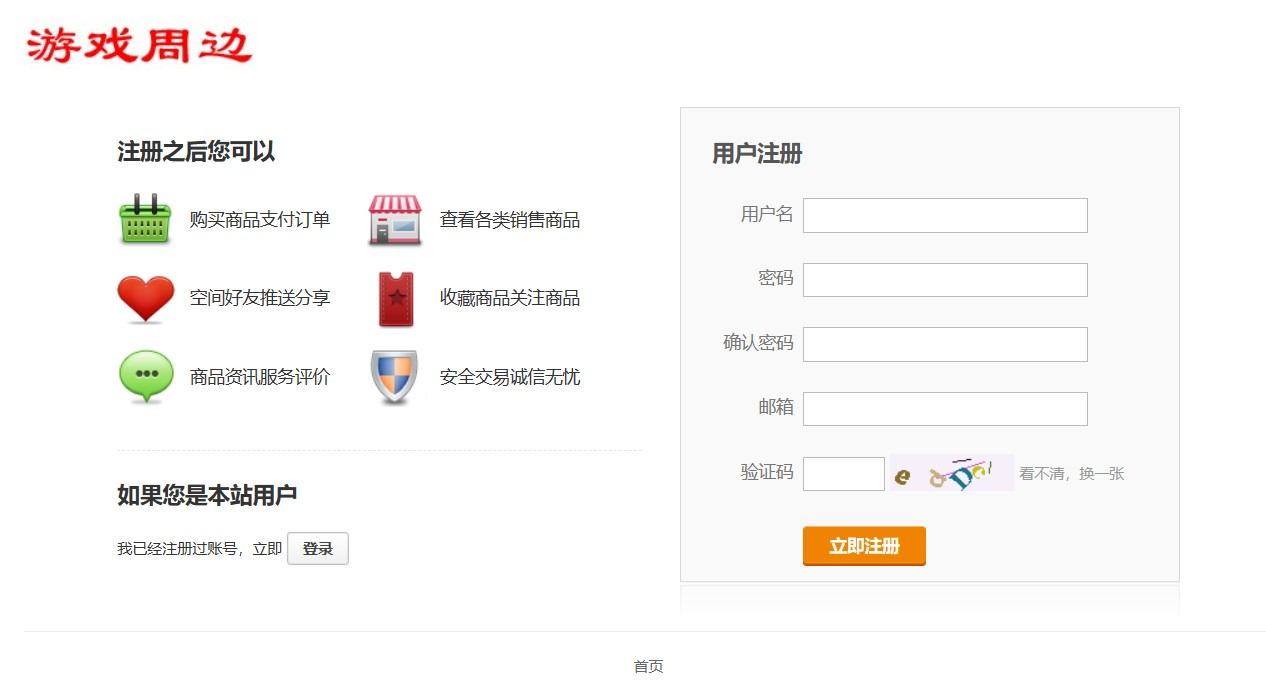 游戏周边
注册之后您可以
购买商品支付订单
查看各类销售商品
空间好友推送分享
收藏商品关注商品
商品资讯服务评价
安全交易诚信无忧
如果您是本站用户
我已经注册过账号，立即 登录
用户注册
用户名
密码
确认密码
邮箱
验证码 看不清，换一张
立即注册
首页